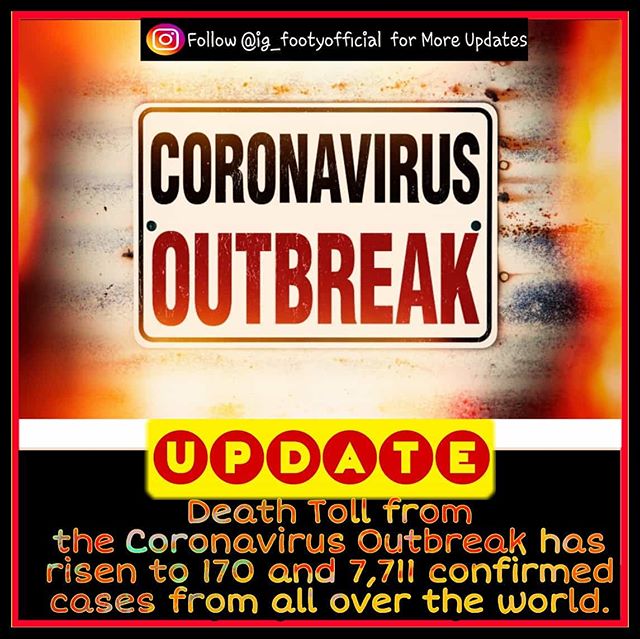 Follow @ig_footyofficial for More Updates
CORONAVIRUS
OUTBREAK
UPDATE
Death Toll from
the Coronavirus Outbreak has
risen to 170 and 7,711 confirmed
cases from all over the world.